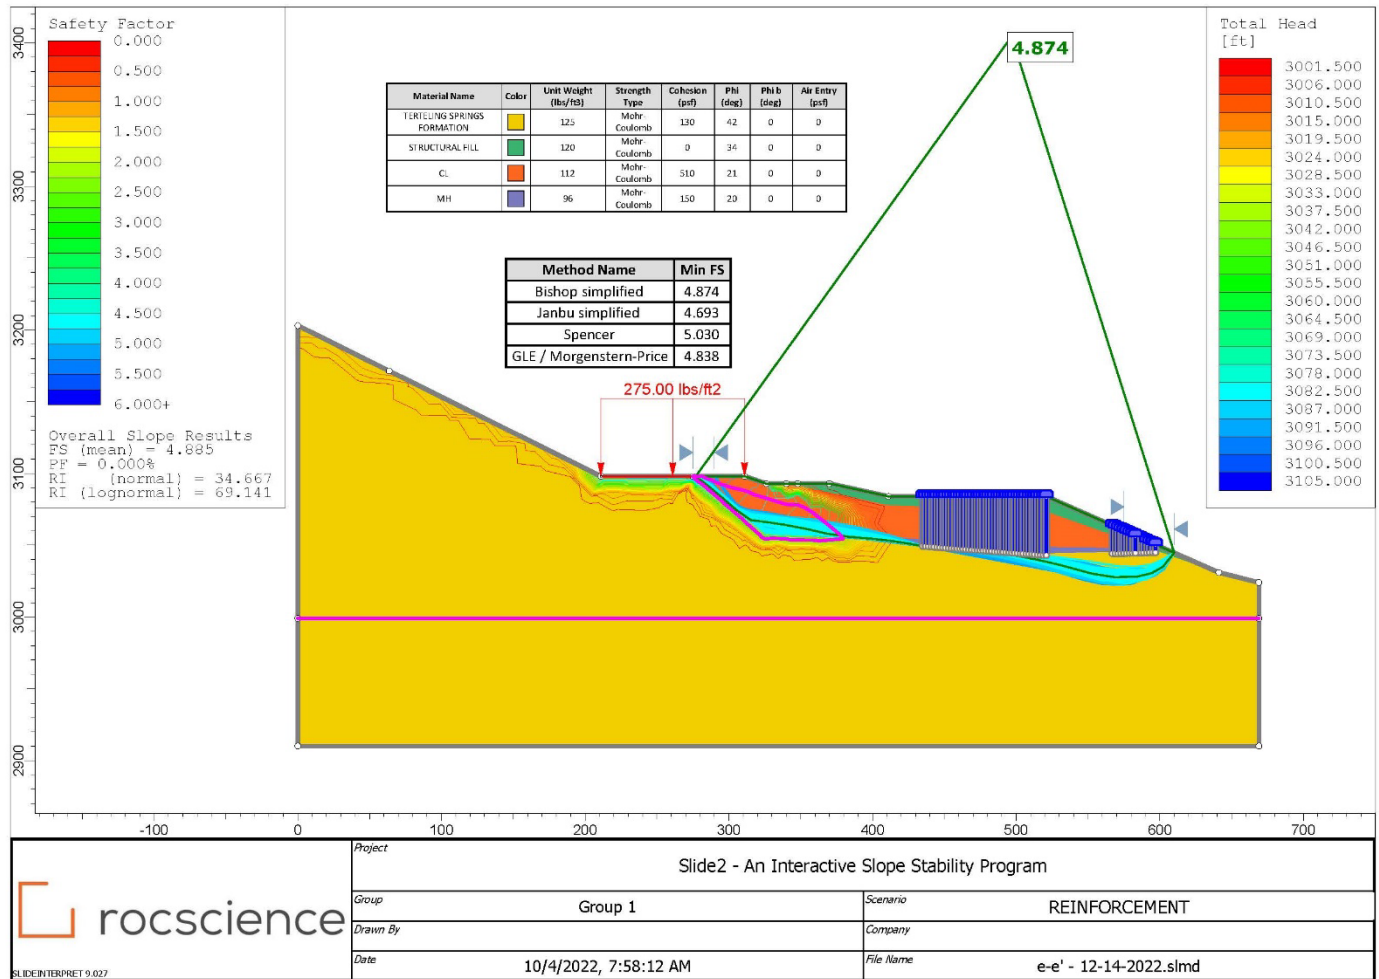 Safety Factor
0.000
0.500
1.000
1.500
2.000
2.500
3.000
3.500
4.000
4.500
5.000
5.500
6.000+
Overall Slope Results
FS (mean) = 4.885
PF = 0.000%
RI (normal) = 34.667
RI (lognormal) = 69.141
Material Name Color Unit Weight (lbs/ft3) Strength Type Cohesion (psf) Phi (deg) Phi b (deg) Air Entry (psf)
TERTELING SPRINGS FORMATION 125 Mohr-Coulomb 130 42 0 0
STRUCTURAL FILL 120 Mohr-Coulomb 0 34 0 0
CL 112 Mohr-Coulomb 510 21 0 0
MH 96 Mohr-Coulomb 150 20 0 0
Method Name Min FS
Bishop simplified 4.874
Janbu simplified 4.693
Spencer 5.030
GLE / Morgenstern-Price 4.838
275.00 lbs/ft2
4.874
Total Head
[ft]
3001.500
3006.000
3010.500
3015.000
3019.500
3024.000
3028.500
3033.000
3037.500
3042.000
3046.500
3051.000
3055.500
3060.000
3064.500
3069.000
3073.500
3078.000
3082.500
3087.000
3091.500
3096.000
3100.500
3105.000
3400
3300
3200
3100
3000
2900
-100 0 100 200 300 400 500 600 700
rocscience
SLIDEINTERPRET 9.027
Project
Slide2 - An Interactive Slope Stability Program
Group Group 1 Scenario REINFORCEMENT
Drawn By Company
Date 10/4/2022, 7:58:12 AM File Name e-e' - 12-14-2022.slmd